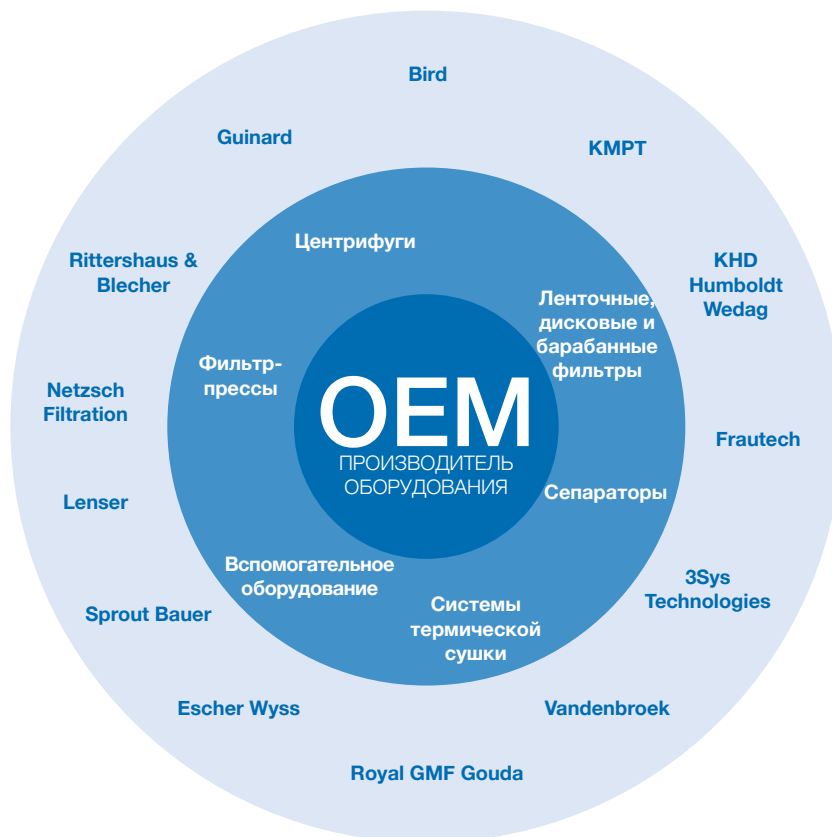 Bird
Guinard
KMPT
Центрифуги
Rittershaus &
Blecher
KHD
Humboldt
Wedag
Ленточные,
дисковые и
барабанные
фильтры
Фильтр-
прессы
Netzsch
Filtration
OEM
ПРОИЗВОДИТЕЛЬ
ОБОРУДОВАНИЯ
Frautech
Lenser
Сепараторы
Вспомогательное
оборудование
3Sys
Technologies
Sprout Bauer
Системы
термической
сушки
Escher Wyss
Vandenbroek
Royal GMF Gouda